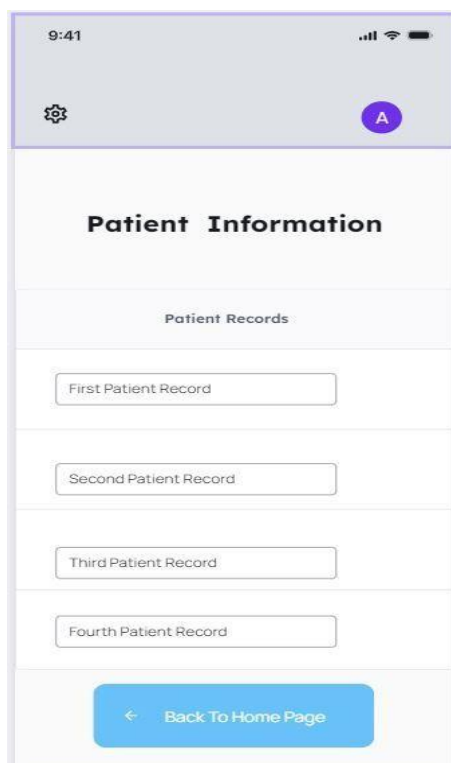 9:41
A
Patient Information
Patient Records
First Patient Record
Second Patient Record
Third Patient Record
Fourth Patient Record
Back To Home Page